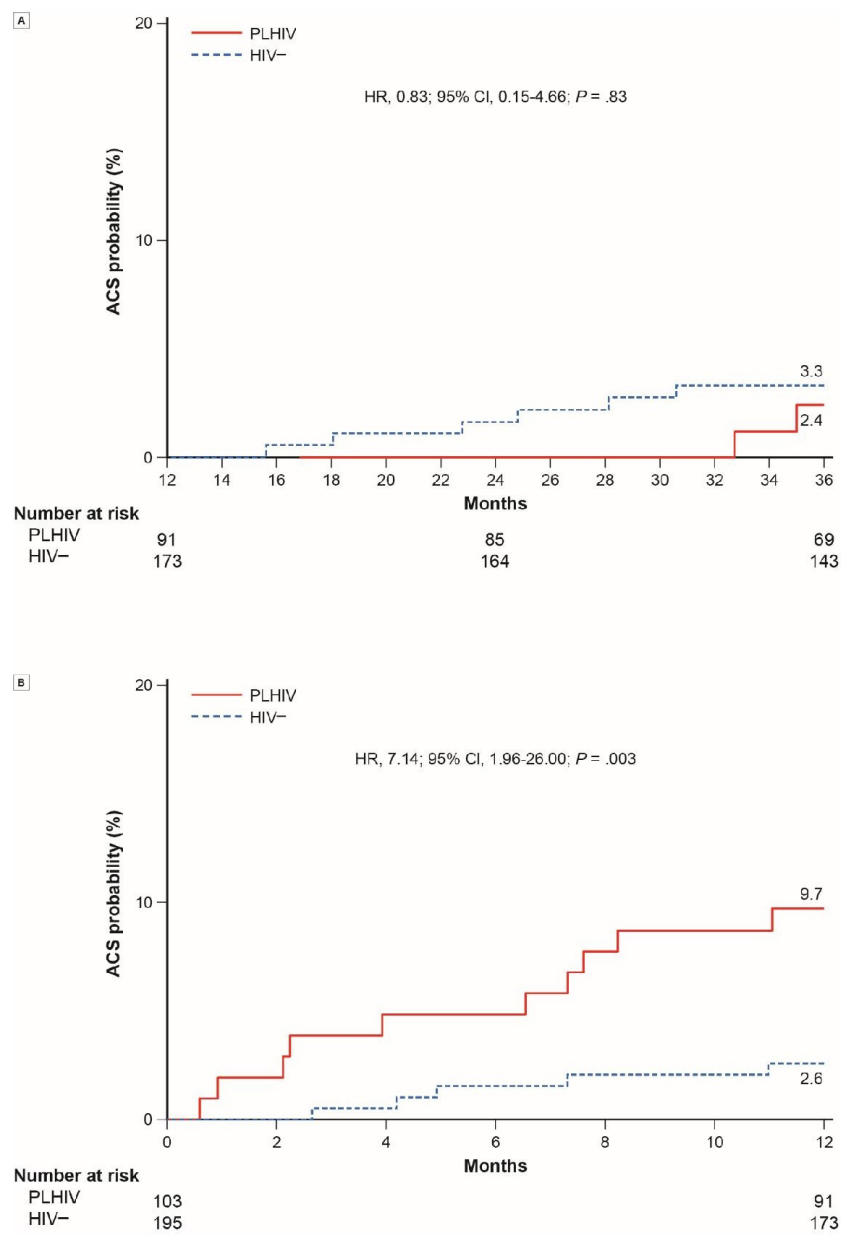 A
20
PLHIV
HIV−
HR, 0.83; 95% CI, 0.15-4.66; P = .83
ACS probability (%)
10
3.3
2.4
0
12 14 16 18 20 22 24 26 28 30 32 34 36
Months
Number at risk
PLHIV 91 85 69
HIV− 173 164 143
B
20
PLHIV
HIV−
HR, 7.14; 95% CI, 1.96-26.00; P = .003
ACS probability (%)
10
9.7
2.6
0
0 2 4 6 8 10 12
Months
Number at risk
PLHIV 103 91
HIV− 195 173